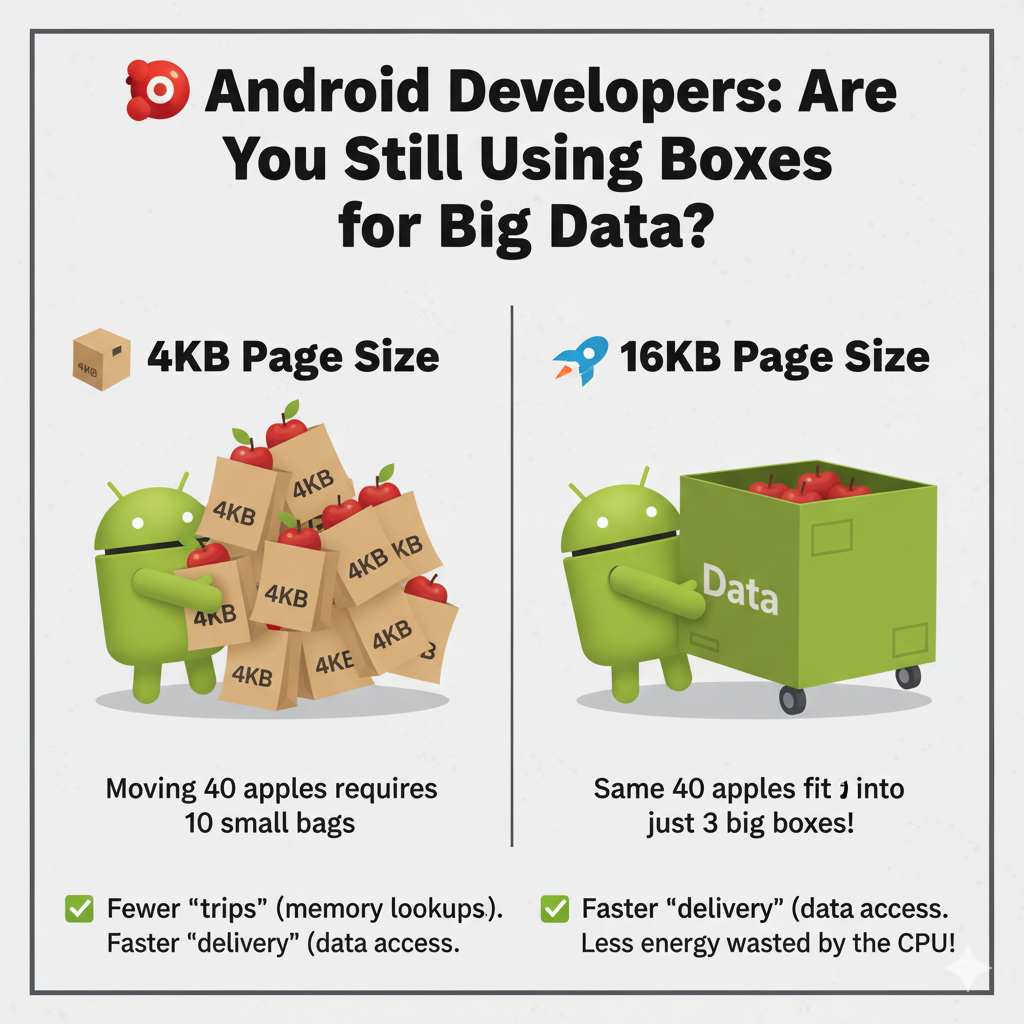 Android Developers: Are
You Still Using Boxes
for Big Data?
4KB
4KB Page Size
16KB Page Size
4KB
4KB
4KB
KB
4KB
4KB
4KB
4KB
4KE
B
Data
Moving 40 apples requires
10 small bags
Same 40 apples fit into
just 3 big boxes!
Fewer “trips” (memory lookups.).
Faster “delivery” (data access.
Faster “delivery” (data access.
Less energy wasted by the CPU!